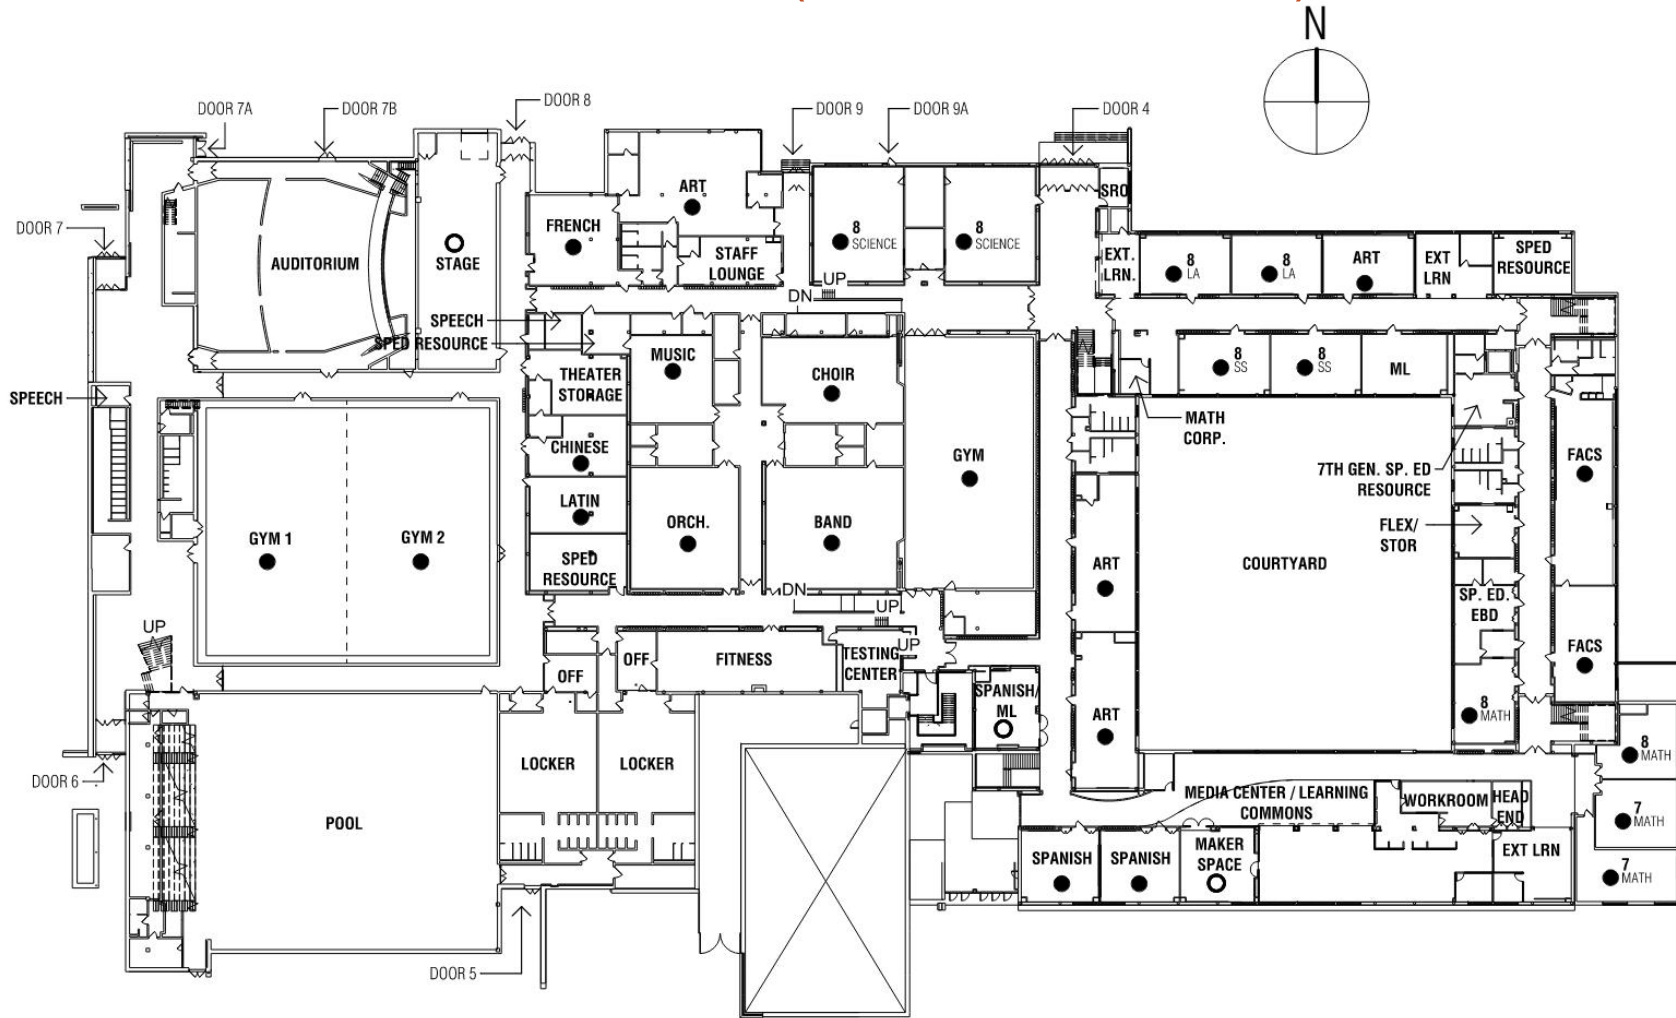 N
DOOR 7A
DOOR 7B
DOOR 8
DOOR 9
DOOR 9A
DOOR 4
DOOR 7
AUDITORIUM
STAGE
FRENCH
ART
STAFF
LOUNGE
8
SCIENCE
8
SCIENCE
SRO
EXT.
LRN.
8
LA
8
LA
ART
EXT
LRN
SPED
RESOURCE
UP
DN
SPEECH
SPED RESOURCE
MUSIC
CHOIR
THEATER
STORAGE
8
SS
8
SS
ML
SPEECH
MATH
CORP.
CHINESE
GYM
7TH GEN. SP. ED
RESOURCE
FACS
LATIN
ORCH.
BAND
FLEX/
STOR
GYM 1
GYM 2
SPED
RESOURCE
ART
COURTYARD
DN
UP
SP. ED.
EBD
UP
UP
OFF
OFF
FITNESS
TESTING
CENTER
FACS
SPANISH/
ML
ART
8
MATH
8
MATH
DOOR 6
LOCKER
LOCKER
POOL
MEDIA CENTER / LEARNING
COMMONS
WORKROOM
HEAD
END
7
MATH
SPANISH
SPANISH
MAKER
SPACE
EXT LRN
7
MATH
DOOR 5